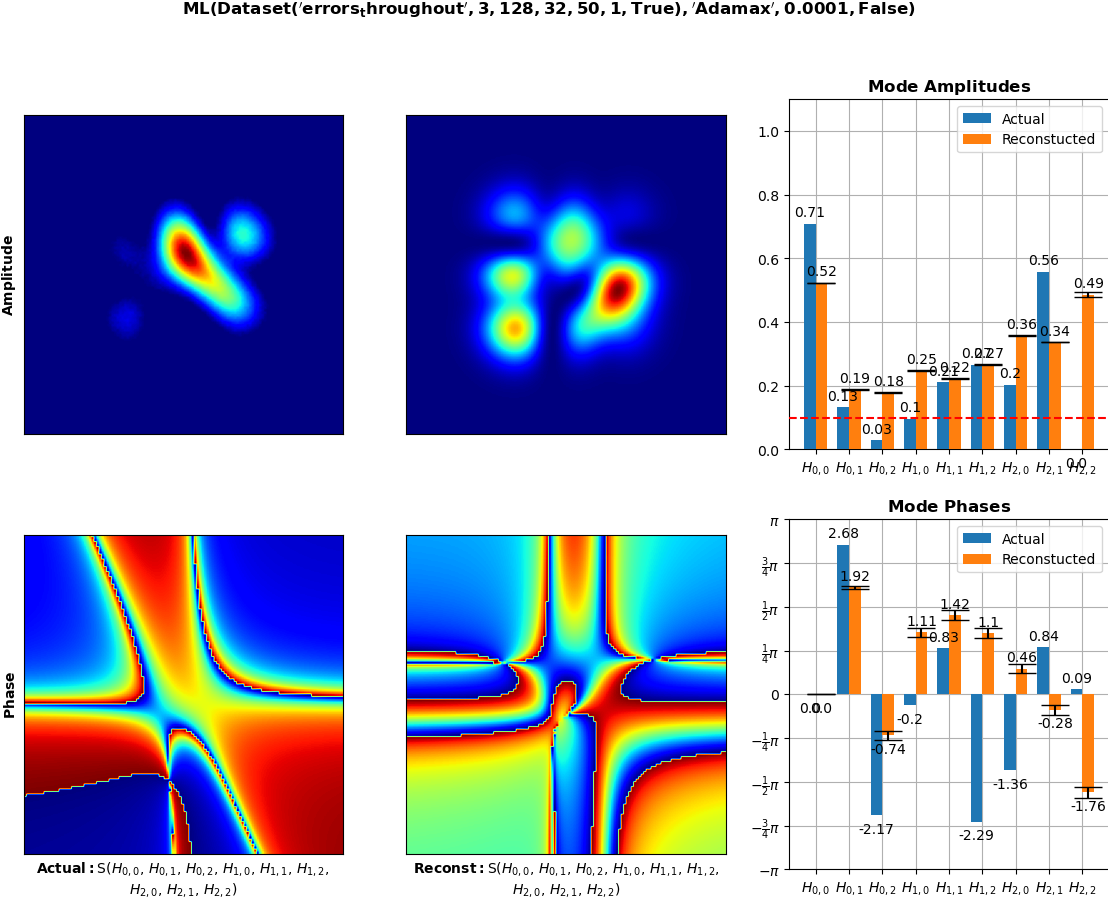 ML(Dataset('errors_throughout', 3, 128, 32, 50, 1, True), 'Adamax', 0.0001, False)
Amplitude
Mode Amplitudes
Actual
Reconstucted
1.0
0.8
0.6
0.4
0.2
0.0
0.71
0.52
0.13
0.19
0.03
0.18
0.1
0.25
0.21
0.22
0.27
0.27
0.2
0.36
0.56
0.34
0.0
0.49
H0,0 H0,1 H0,2 H1,0 H1,1 H1,2 H2,0 H2,1 H2,2
Phase
Mode Phases
Actual
Reconstucted
π
3/4π
1/2π
1/4π
0
−1/4π
−1/2π
−3/4π
−π
0.0
0.0
2.68
1.92
-2.17
-0.74
-0.2
1.11
0.83
1.42
-2.29
1.1
-1.36
0.46
0.84
-0.28
0.09
-1.76
H0,0 H0,1 H0,2 H1,0 H1,1 H1,2 H2,0 H2,1 H2,2
Actual: S(H0,0, H0,1, H0,2, H1,0, H1,1, H1,2,
H2,0, H2,1, H2,2)
Reconst: S(H0,0, H0,1, H0,2, H1,0, H1,1, H1,2,
H2,0, H2,1, H2,2)